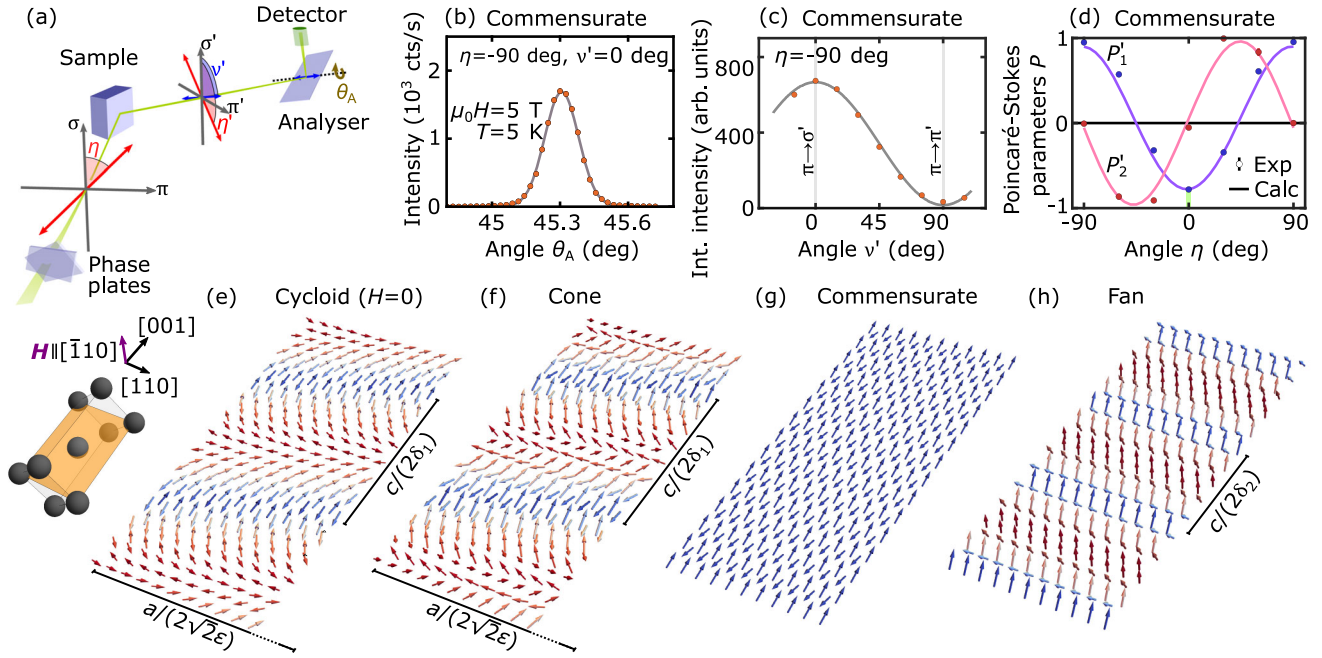 (a)
Sample
Detector
σ'
ν'
π'
η'
θA
Analyser
σ
η
π
Phase
plates
(b) Commensurate
η=-90 deg, ν'=0 deg
μ0H=5 T
T=5 K
Intensity (10³ cts/s)
2
1
0
45 45.3 45.6
Angle θA (deg)
(c) Commensurate
η=-90 deg
Int. intensity (arb. units)
800
400
0
π→σ'
π→π'
0 45 90
Angle ν' (deg)
(d) Commensurate
Poincaré-Stokes
parameters P
1
0
-1
P'1
P'2
Exp
Calc
-90 0 90
Angle η (deg)
(e) Cycloid (H=0)
(f) Cone
(g) Commensurate
(h) Fan
[001]
H∥[1̅10]
[110]
c/(2δ1)
c/(2δ1)
c/(2δ2)
a/(2√2ε)
a/(2√2ε)